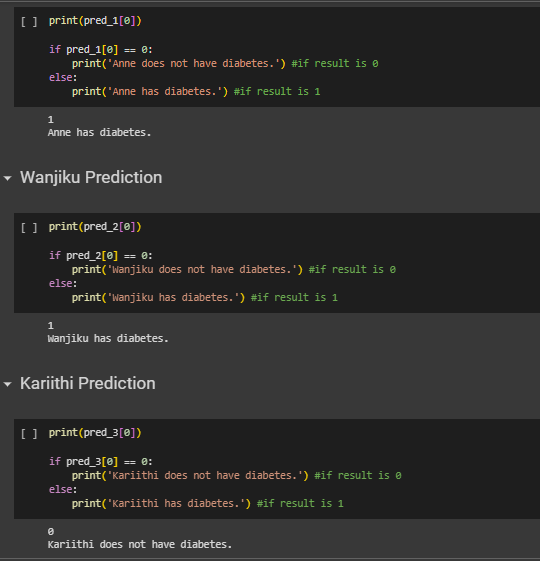 [ ] print(pred_1[0])
if pred_1[0] == 0:
print('Anne does not have diabetes.') #if result is 0
else:
print('Anne has diabetes.') #if result is 1
1
Anne has diabetes.
Wanjiku Prediction
[ ] print(pred_2[0])
if pred_2[0] == 0:
print('Wanjiku does not have diabetes.') #if result is 0
else:
print('Wanjiku has diabetes.') #if result is 1
1
Wanjiku has diabetes.
Kariithi Prediction
[ ] print(pred_3[0])
if pred_3[0] == 0:
print('Kariithi does not have diabetes.') #if result is 0
else:
print('Kariithi has diabetes.') #if result is 1
0
Kariithi does not have diabetes.